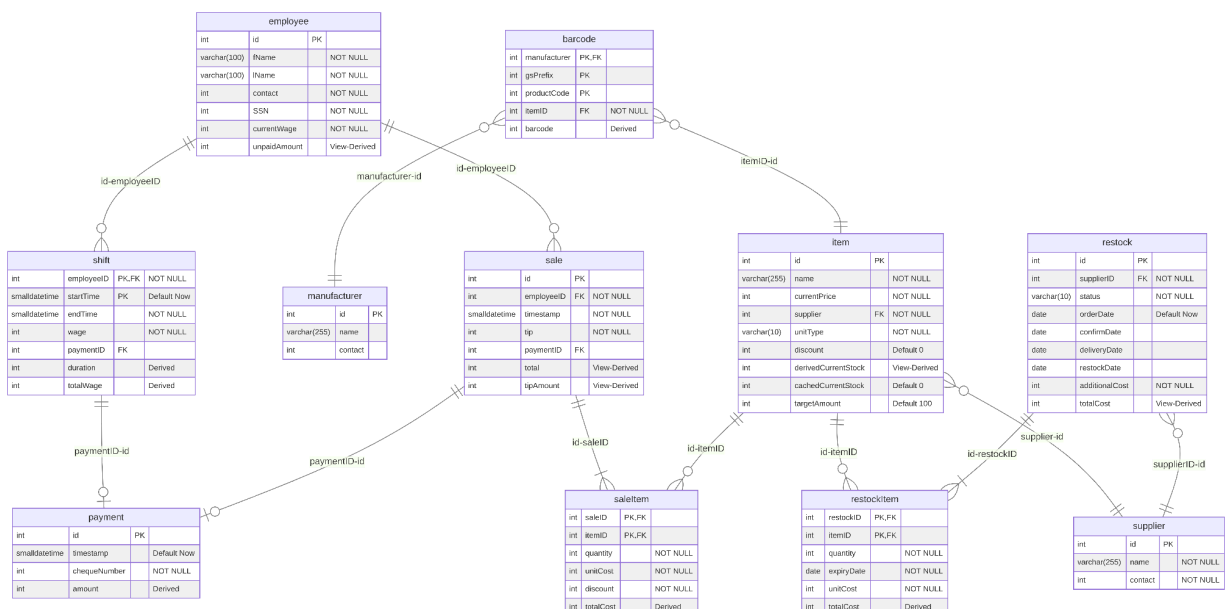 employee
int id PK
varchar(100) fName NOT NULL
varchar(100) lName NOT NULL
int contact NOT NULL
int SSN NOT NULL
int currentWage NOT NULL
int unpaidAmount View-Derived
barcode
int manufacturer PK,FK
int gsPrefix PK
int productCode PK
int itemID FK NOT NULL
int barcode Derived
id-employeeID
manufacturer-id
id-employeeID
itemID-id
shift
int employeeID PK,FK NOT NULL
smalldatetime startTime PK Default Now
smalldatetime endTime NOT NULL
int wage NOT NULL
int paymentID FK
int duration Derived
int totalWage Derived
manufacturer
int id PK
varchar(255) name
int contact
sale
int id PK
int employeeID FK NOT NULL
smalldatetime timestamp NOT NULL
int tip NOT NULL
int paymentID FK
int total View-Derived
int tipAmount View-Derived
item
int id PK
varchar(255) name NOT NULL
int currentPrice NOT NULL
int supplier FK NOT NULL
varchar(10) unitType NOT NULL
int discount Default 0
int derivedCurrentStock View-Derived
int cachedCurrentStock Default 0
int targetAmount Default 100
restock
int id PK
int supplierID FK NOT NULL
varchar(10) status NOT NULL
date orderDate Default Now
date confirmDate
date deliveryDate
date restockDate
int additionalCost NOT NULL
int totalCost View-Derived
paymentID-id
paymentID-id
id-saleID
id-itemID
id-itemID
id-restockID
supplier-id
supplierID-id
payment
int id PK
smalldatetime timestamp Default Now
int chequeNumber NOT NULL
int amount Derived
saleItem
int saleID PK,FK
int itemID PK,FK
int quantity NOT NULL
int unitCost NOT NULL
int discount NOT NULL
int totalCost Derived
restockItem
int restockID PK,FK
int itemID PK,FK
int quantity NOT NULL
date expiryDate NOT NULL
int unitCost NOT NULL
int totalCost Derived
supplier
int id PK
varchar(255) name NOT NULL
int contact NOT NULL